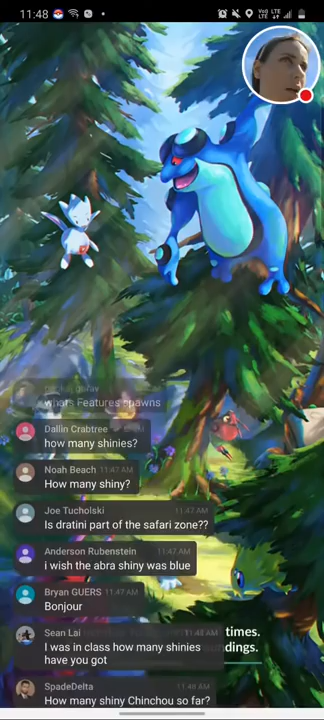 11:48
Vo)
LTE
LTE
whats Features spawns
Dallin Crabtree
how many shinies?
Noah Beach 11:47 AM
How many shiny?
Joe Tucholski 11:47 AM
Is dratini part of the safari zone??
Anderson Rubenstein 11:47 AM
i wish the abra shiny was blue
Bryan GUERS 11:47 AM
Bonjour
Sean Lai 11:48 AM
I was in class how many shinies
have you got
times.
dings.
SpadeDelta 11:48 AM
How many shiny Chinchou so far?